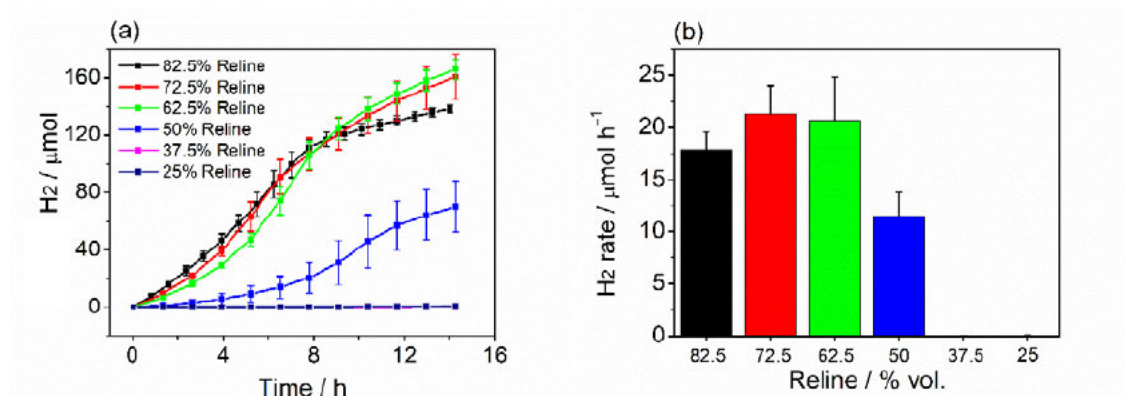 (a)
82.5% Reline
72.5% Reline
62.5% Reline
50% Reline
37.5% Reline
25% Reline
H2 / μmol
160
120
80
40
0
0 4 8 12 16
Time / h
(b)
H2 rate / μmol h⁻¹
25
20
15
10
5
0
82.5 72.5 62.5 50 37.5 25
Reline / % vol.